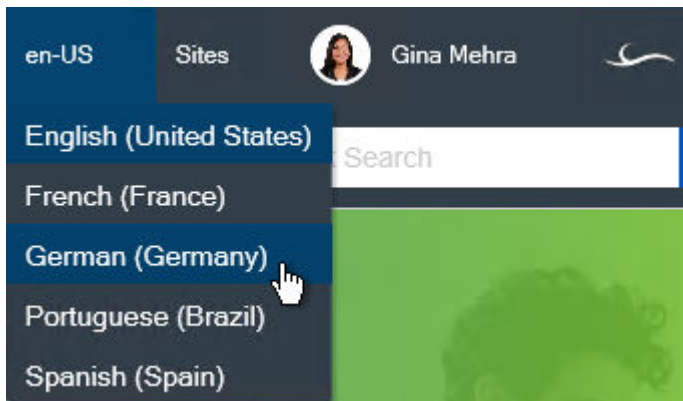 en-US Sites Gina Mehra
English (United States)
Search
French (France)
German (Germany)
Portuguese (Brazil)
Spanish (Spain)